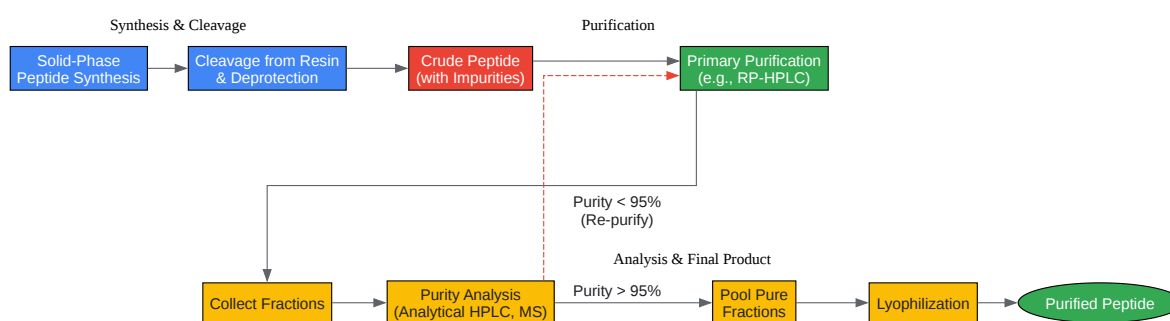 Synthesis & Cleavage
Purification
Solid-Phase
Peptide Synthesis
Cleavage from Resin
& Deprotection
Crude Peptide
(with Impurities)
Primary Purification
(e.g., RP-HPLC)
Purity < 95%
(Re-purify)
Analysis & Final Product
Collect Fractions
Purity Analysis
(Analytical HPLC, MS)
Purity > 95%
Pool Pure
Fractions
Lyophilization
Purified Peptide